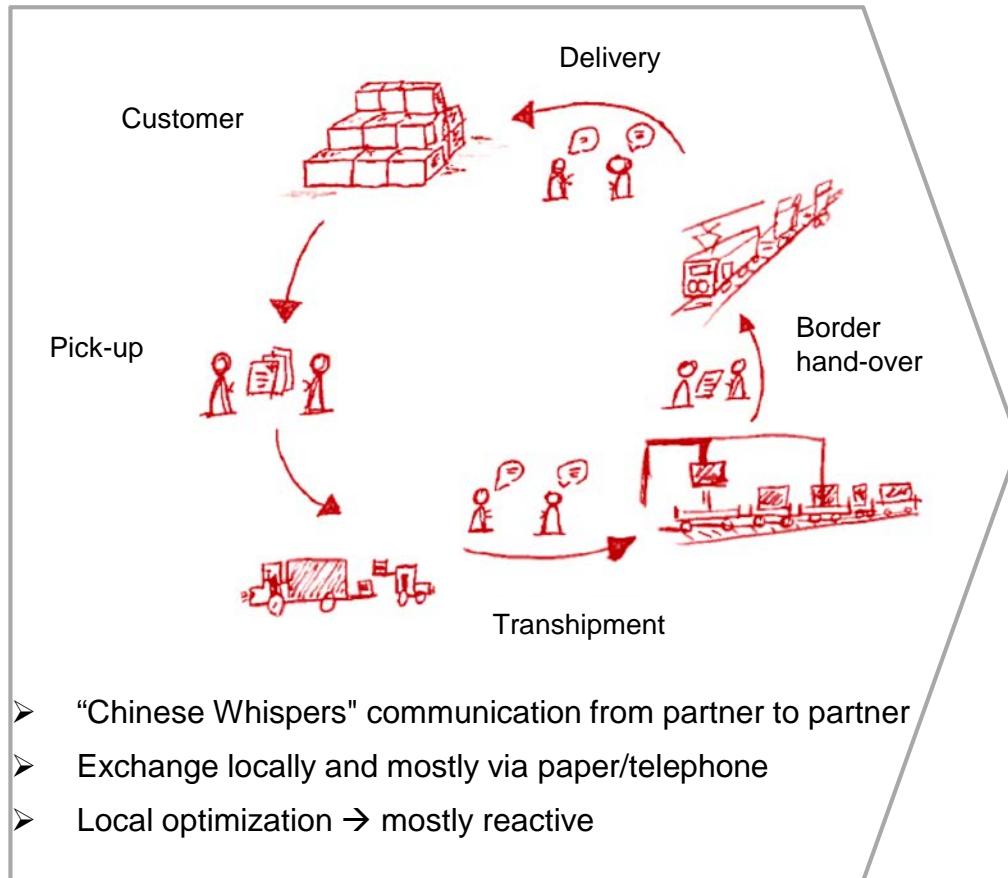 Delivery
Customer
Pick-up
Border
hand-over
Transhipment
➢ “Chinese Whispers" communication from partner to partner
➢ Exchange locally and mostly via paper/telephone
➢ Local optimization → mostly reactive